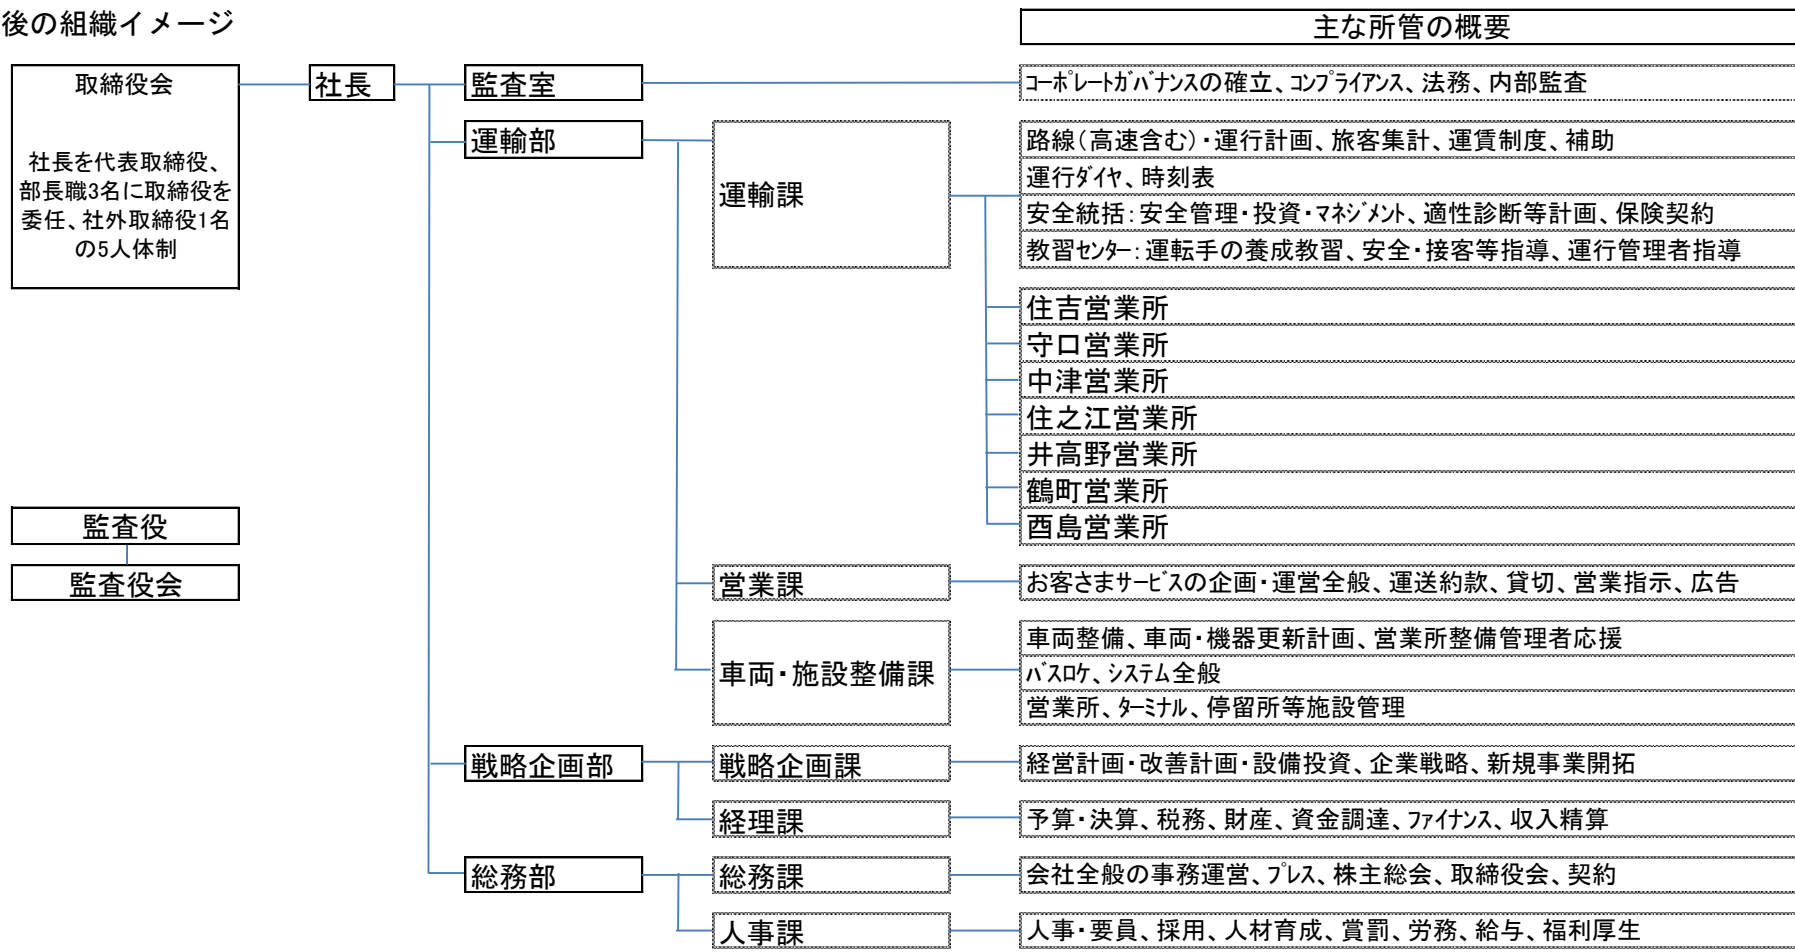 後の組織イメージ
主な所管の概要
取締役会
社長を代表取締役、
部長職3名に取締役を
委任、社外取締役1名
の5人体制
社長
監査室
コーポレートガバナンスの確立、コンプライアンス、法務、内部監査
運輸部
運輸課
路線(高速含む)・運行計画、旅客集計、運賃制度、補助
運行ダイヤ、時刻表
安全統括:安全管理・投資・マネジメント、適性診断等計画、保険契約
教習センター:運転手の養成教習、安全・接客等指導、運行管理者指導
住吉営業所
守口営業所
中津営業所
住之江営業所
井高野営業所
鶴町営業所
酉島営業所
監査役
監査役会
営業課
お客さまサービスの企画・運営全般、運送約款、貸切、営業指示、広告
車両・施設整備課
車両整備、車両・機器更新計画、営業所整備管理者応援
バスロケ、システム全般
営業所、ターミナル、停留所等施設管理
戦略企画部
戦略企画課
経営計画・改善計画・設備投資、企業戦略、新規事業開拓
経理課
予算・決算、税務、財産、資金調達、ファイナンス、収入精算
総務部
総務課
会社全般の事務運営、プレス、株主総会、取締役会、契約
人事課
人事・要員、採用、人材育成、賞罰、労務、給与、福利厚生